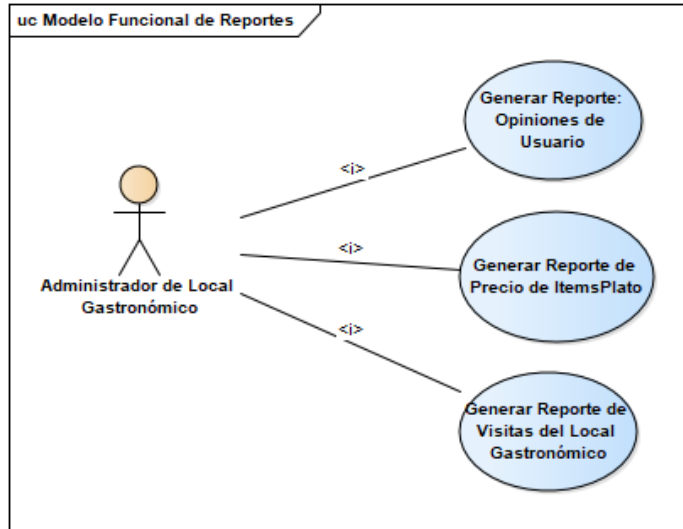 uc Modelo Funcional de Reportes
Generar Reporte:
Opiniones de
Usuario
<i>
<i>
Generar Reporte de
Precio de ItemsPlato
Administrador de Local
Gastronómico
<i>
Generar Reporte de
Visitas del Local
Gastronómico